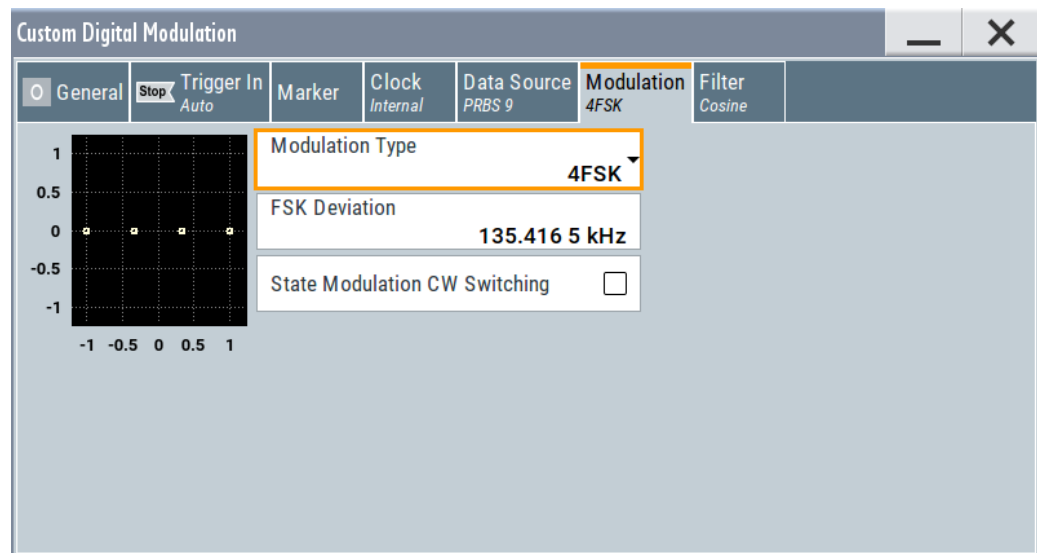 Custom Digital Modulation
General
Stop Trigger In
Auto
Marker
Clock
Internal
Data Source
PRBS 9
Modulation
4FSK
Filter
Cosine
1
0.5
0
-0.5
-1
-1 -0.5 0 0.5 1
Modulation Type
4FSK
FSK Deviation
135.416 5 kHz
State Modulation CW Switching